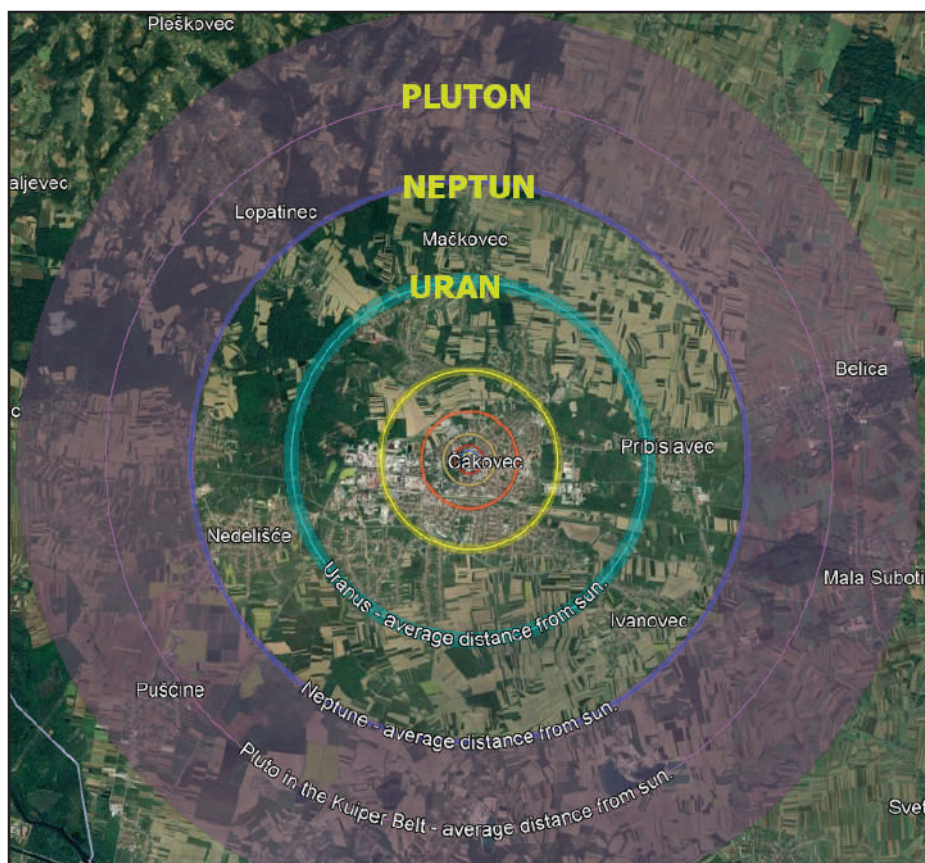 Pleškovec
PLUTON
aljevec
NEPTUN
Lopatinec
Mačkovec
URAN
Belica
c
Pribislavec
Čakovec
Nedelišće
Mala Suboti
Uranus - average distance from sun.
Ivanovec
Puščine
Neptune - average distance from sun.
Pluto in the Kuiper Belt - average distance from sun.
Svet